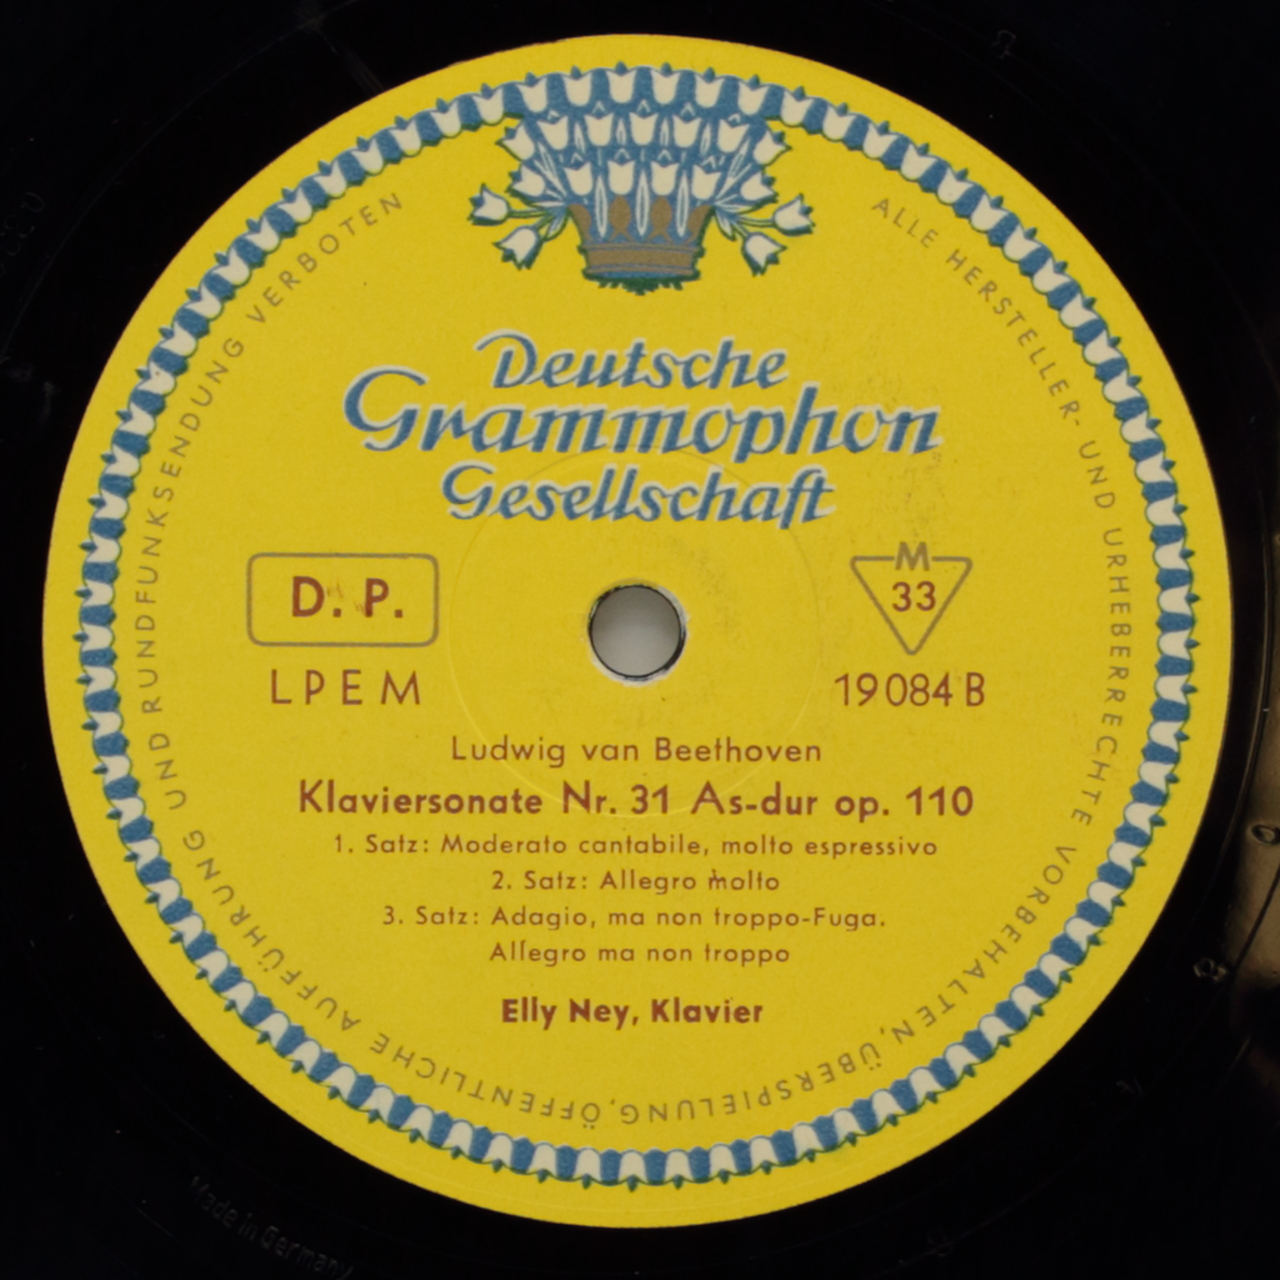 Deutsche
Grammophon
Gesellschaft
D. P.
M
33
LPEM
19084 B
Ludwig van Beethoven
Klaviersonate Nr. 31 As-dur op. 110
1. Satz: Moderato cantabile, molto espressivo
2. Satz: Allegro molto
3. Satz: Adagio, ma non troppo-Fuga.
Allegro ma non troppo
Elly Ney, Klavier
ALLE HERSTELLER- UND URHEBERRECHTE VORBEHALTEN, ÜBERSPIELUNG, ÖFFENTLICHE AUFFÜHRUNG UND RUNDFUNKSENDUNG VERBOTEN
Made in Germany